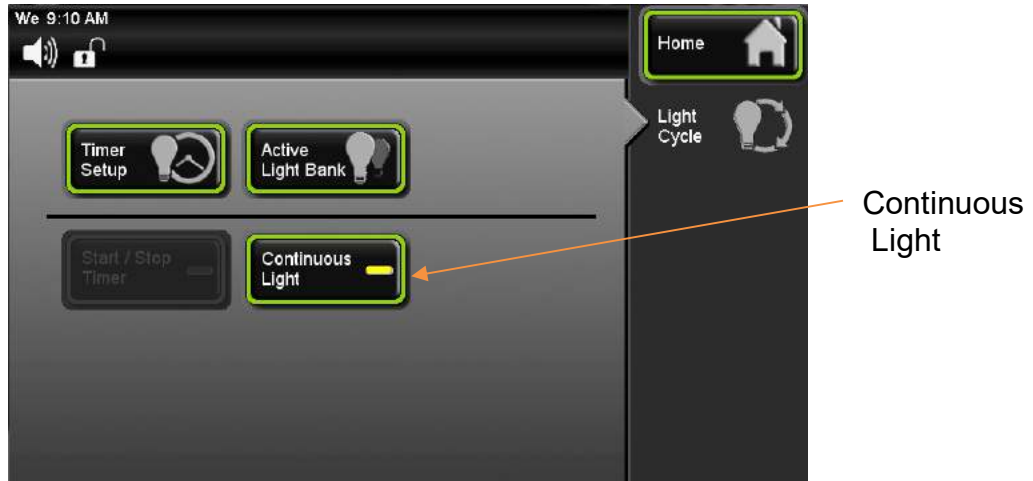 We 9:10 AM
Home
Light
Cycle
Timer
Setup
Active
Light Bank
Start / Stop
Timer
Continuous
Light
Continuous
Light